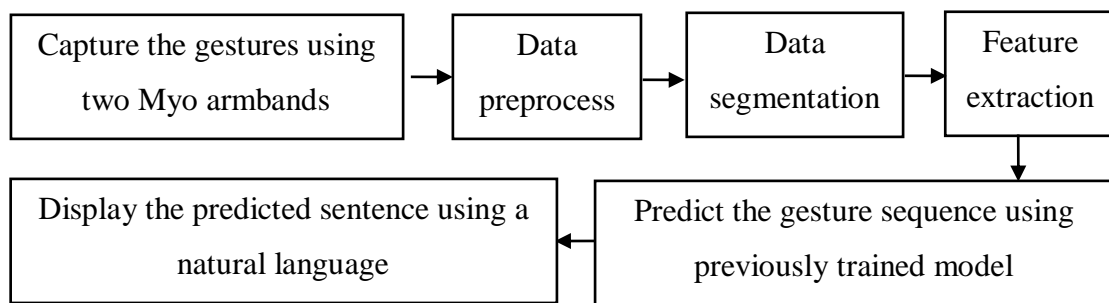 Capture the gestures using
two Myo armbands
Data
preprocess
Data
segmentation
Feature
extraction
Predict the gesture sequence using
previously trained model
Display the predicted sentence using a
natural language